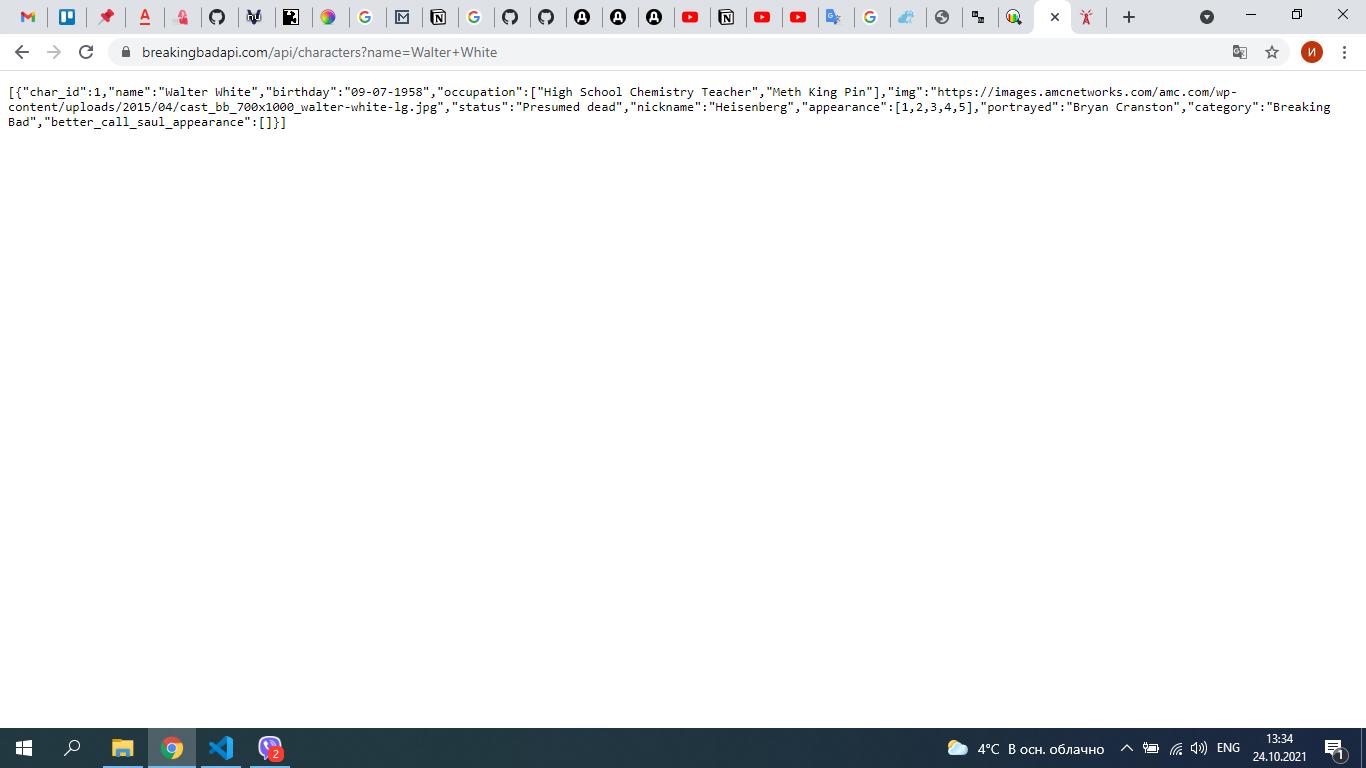 breakingbadapi.com/api/characters?name=Walter+White
И
[{"char_id":1,"name":"Walter White","birthday":"09-07-1958","occupation":["High School Chemistry Teacher","Meth King Pin"],"img":"https://images.amcnetworks.com/amc.com/wp-
content/uploads/2015/04/cast_bb_700x1000_walter-white-lg.jpg","status":"Presumed dead","nickname":"Heisenberg","appearance":[1,2,3,4,5],"portrayed":"Bryan Cranston","category":"Breaking
Bad","better_call_saul_appearance":[]}]
2
4°C В осн. облачно
ENG
13:34
24.10.2021
1